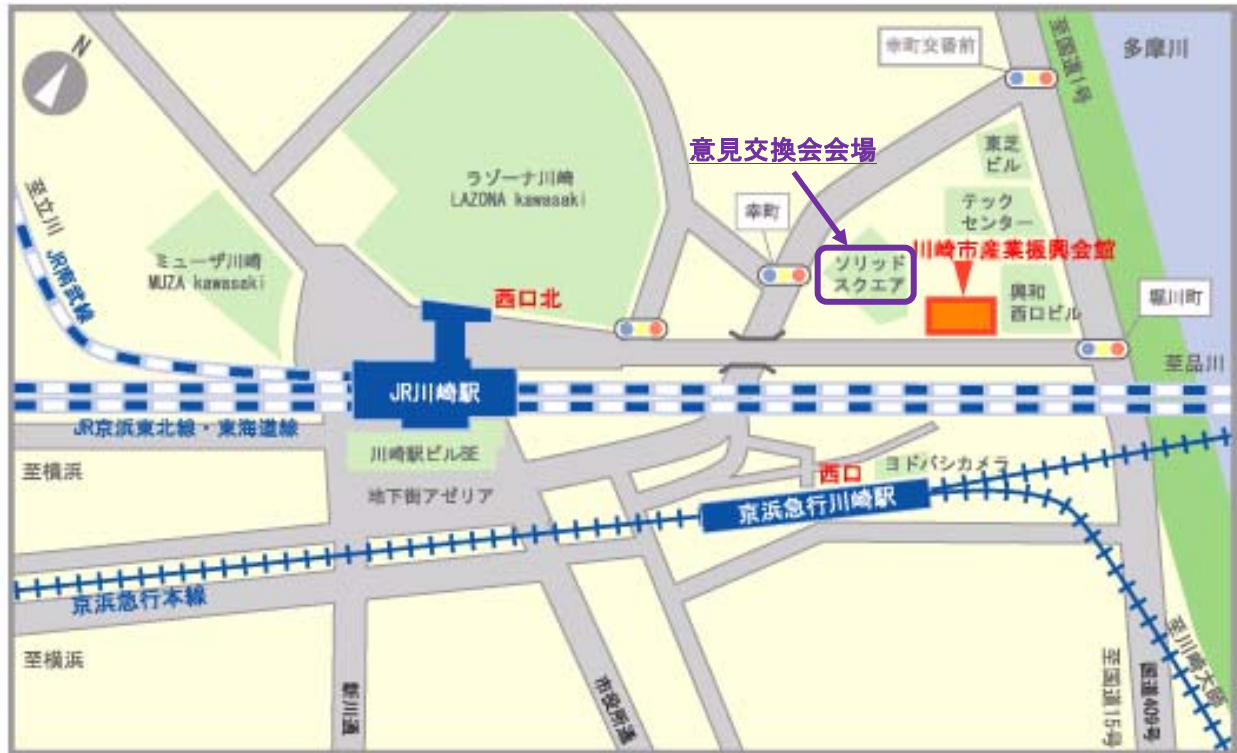 N
多摩川
幸町交番前
至国道1号
意見交換会会場
東芝
ビル
ラゾーナ川崎
LAZONA kawasaki
テック
センター
幸町
川崎市産業振興会館
至立川
JR南武線
ミューザ川崎
MUZA kawasaki
ソリッド
スクエア
西口北
興和
西口ビル
堀川町
至品川
JR川崎駅
JR京浜東北線・東海道線
川崎駅ビルBE
至横浜
西口
ヨドバシカメラ
地下街アゼリア
京浜急行川崎駅
京浜急行本線
至横浜
新川通
市役所通
至国道15号
国道409号
至川崎大師